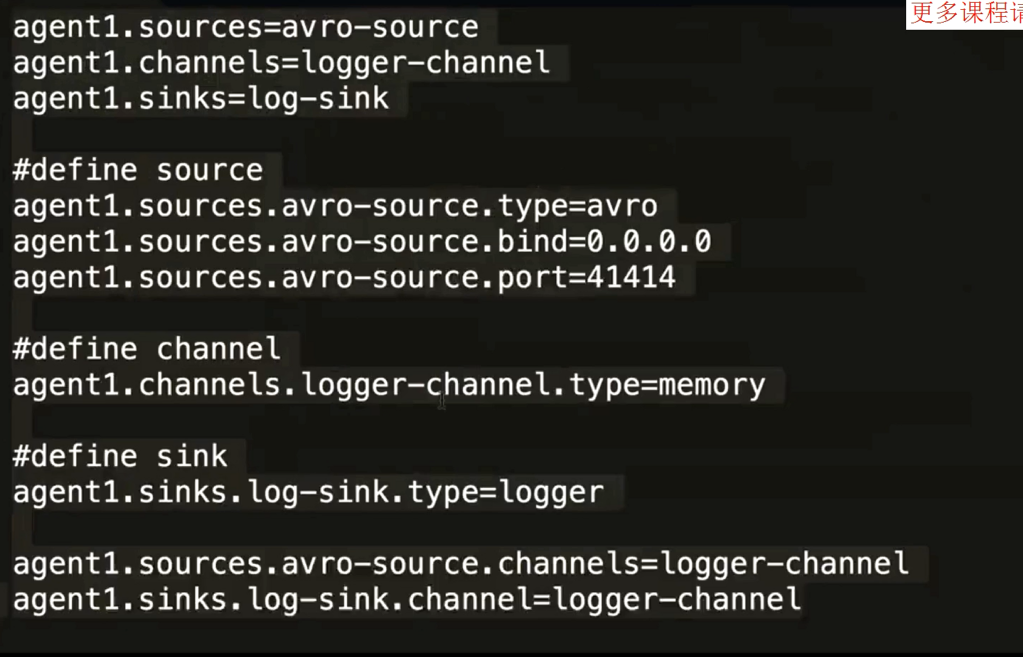 更多课程请
agent1.sources=avro-source
agent1.channels=logger-channel
agent1.sinks=log-sink
#define source
agent1.sources.avro-source.type=avro
agent1.sources.avro-source.bind=0.0.0.0
agent1.sources.avro-source.port=41414
#define channel
agent1.channels.logger-channel.type=memory
#define sink
agent1.sinks.log-sink.type=logger
agent1.sources.avro-source.channels=logger-channel
agent1.sinks.log-sink.channel=logger-channel